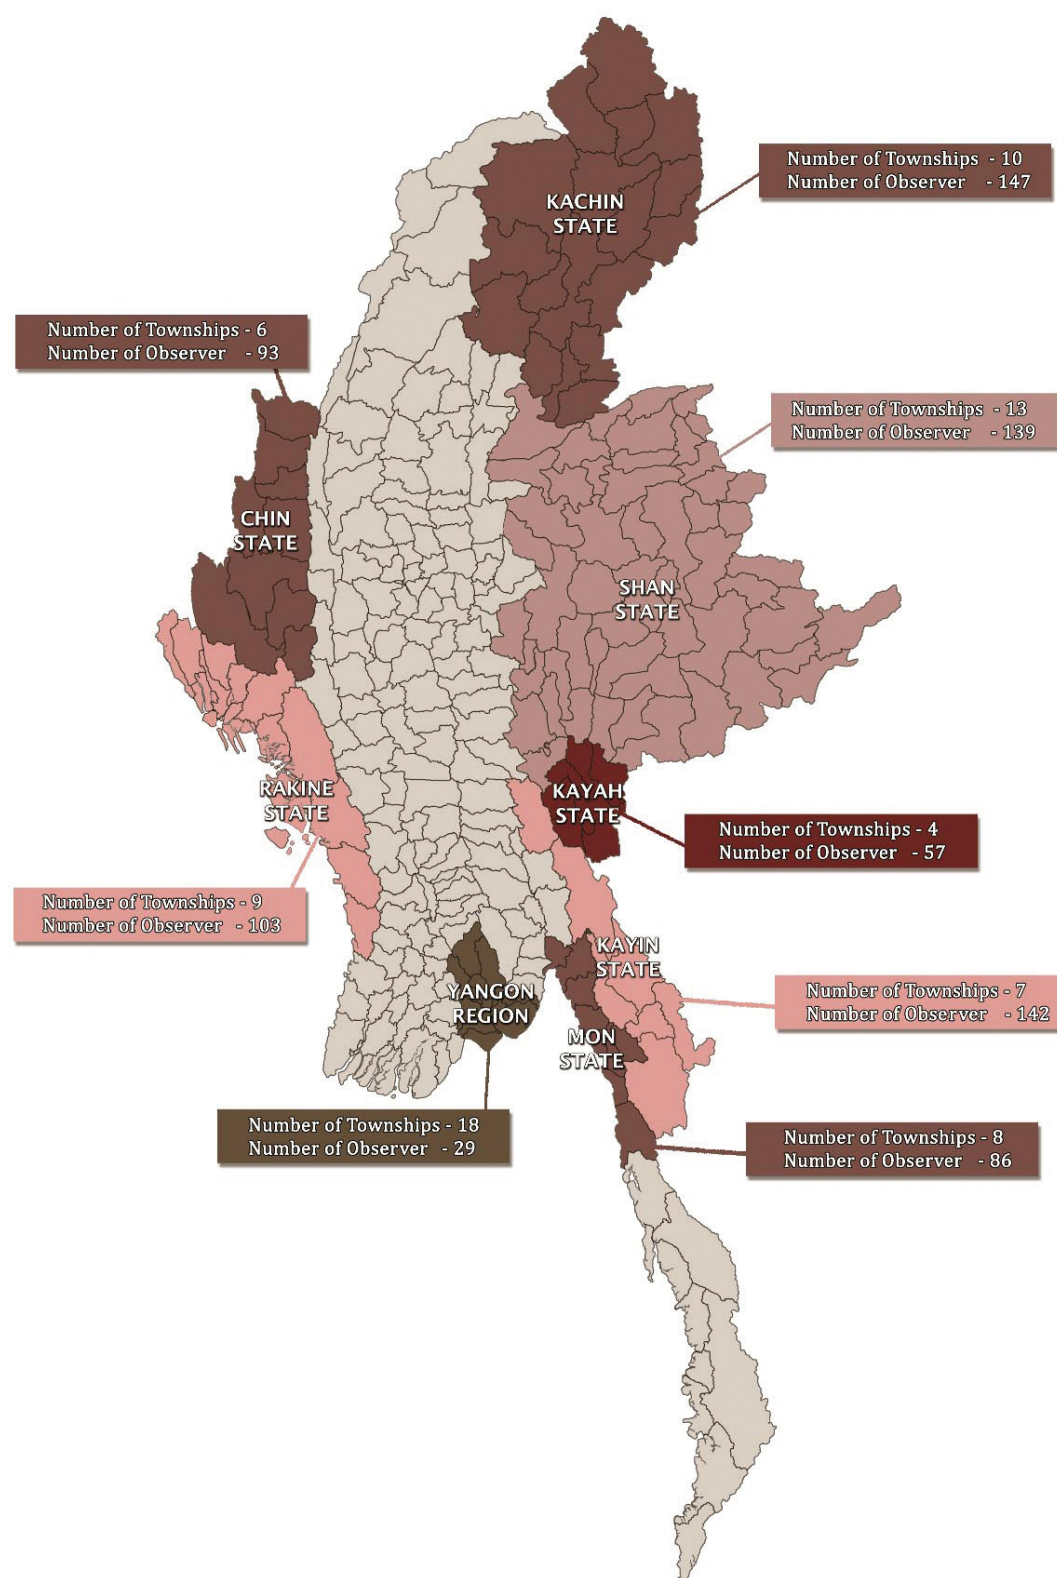 Number of Townships - 10
Number of Observer - 147
KACHIN
STATE
Number of Townships - 6
Number of Observer - 93
Number of Townships - 13
Number of Observer - 139
CHIN
STATE
SHAN
STATE
RAKINE
STATE
KAYAH
STATE
Number of Townships - 4
Number of Observer - 57
Number of Townships - 9
Number of Observer - 103
KAYIN
STATE
YANGON
REGION
Number of Townships - 7
Number of Observer - 142
MON
STATE
Number of Townships - 18
Number of Observer - 29
Number of Townships - 8
Number of Observer - 86